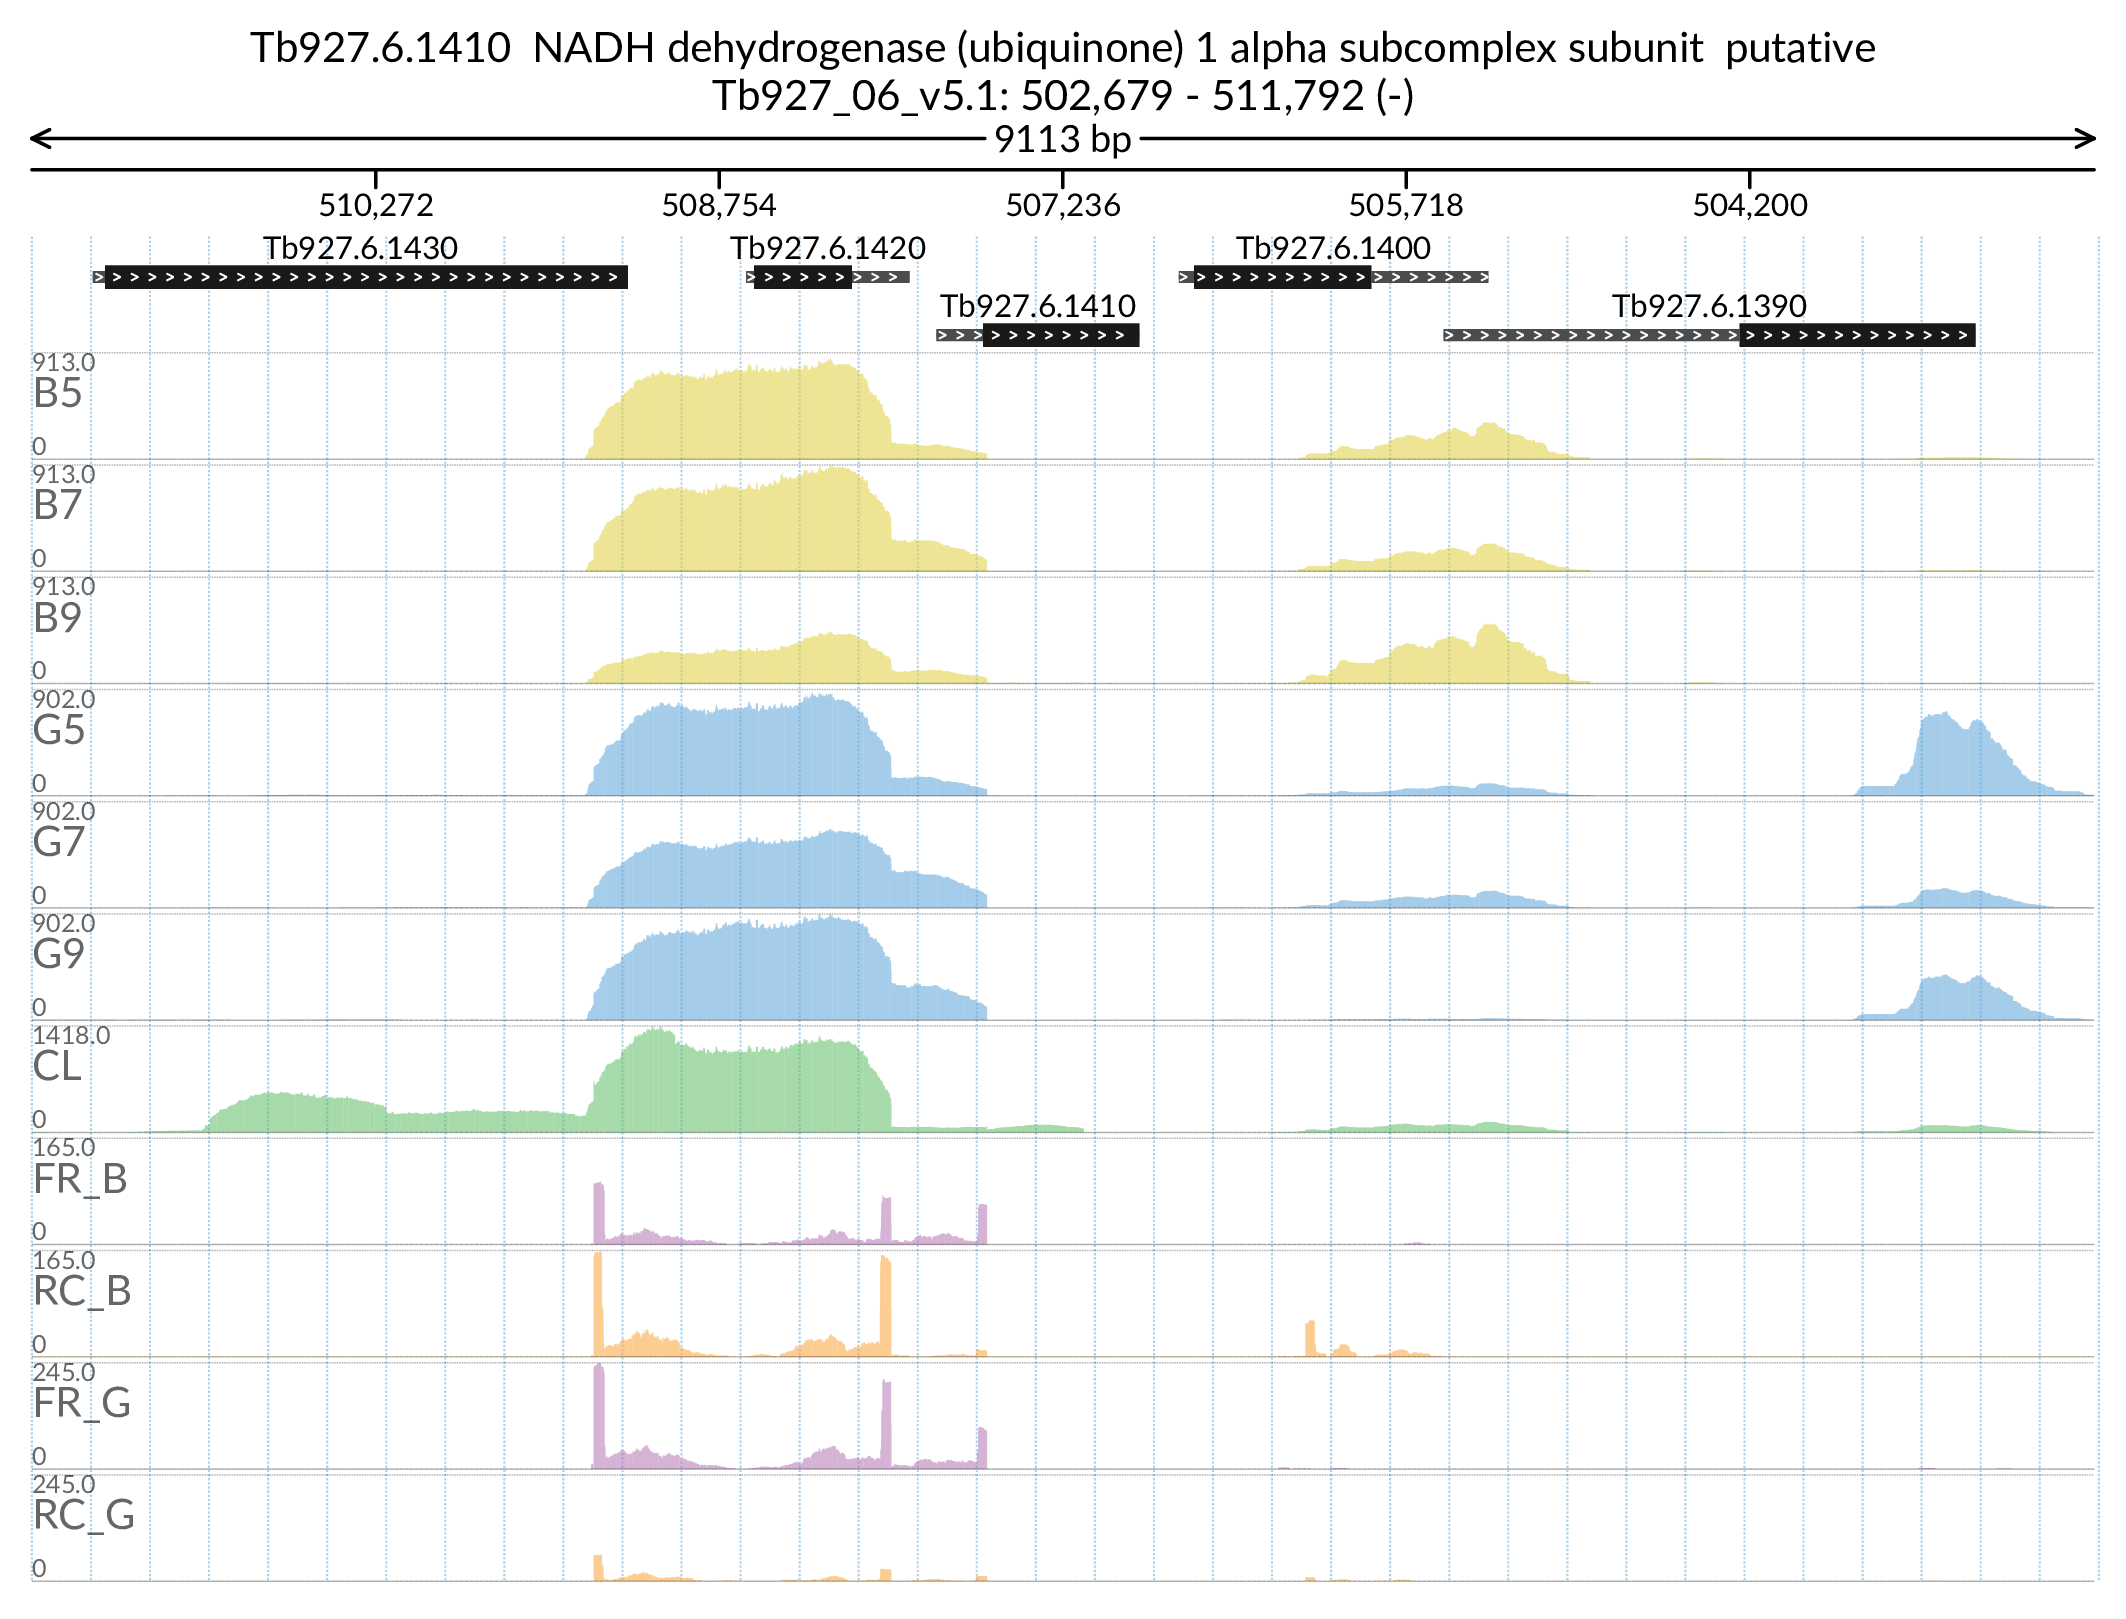 Tb927.6.1410  NADH dehydrogenase (ubiquinone) 1 alpha subcomplex subunit  putative
Tb927_06_v5.1: 502,679 - 511,792 (-)
9113 bp
510,272 508,754 507,236 505,718 504,200
Tb927.6.1430 Tb927.6.1420 Tb927.6.1400
Tb927.6.1410 Tb927.6.1390
913.0
B5
0
913.0
B7
0
913.0
B9
0
902.0
G5
0
902.0
G7
0
902.0
G9
0
1418.0
CL
0
165.0
FR_B
0
165.0
RC_B
0
245.0
FR_G
0
245.0
RC_G
0